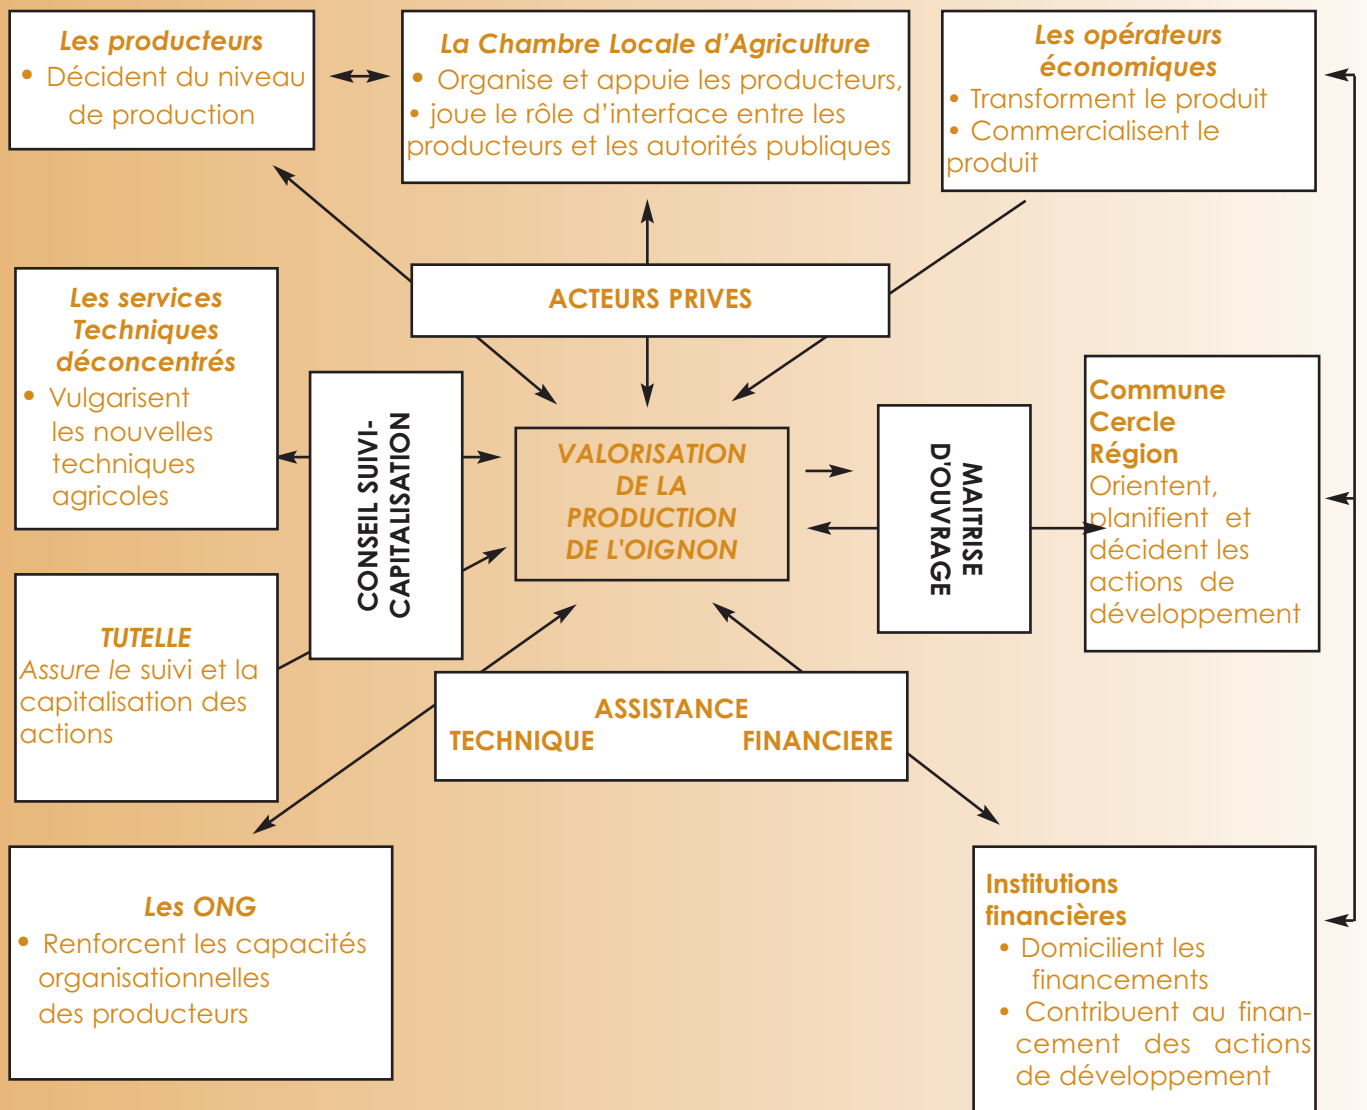 Les producteurs
• Décident du niveau
de production
La Chambre Locale d'Agriculture
• Organise et appuie les producteurs,
• joue le rôle d'interface entre les
producteurs et les autorités publiques
Les opérateurs
économiques
• Transforment le produit
• Commercialisent le
produit
ACTEURS PRIVES
Les services
Techniques
déconcentrés
• Vulgarisent
les nouvelles
techniques
agricoles
CONSEIL SUIVI-
CAPITALISATION
VALORISATION
DE LA
PRODUCTION
DE L'OIGNON
MAITRISE
D'OUVRAGE
Commune
Cercle
Région
Orientent,
planifient et
décident les
actions de
développement
TUTELLE
Assure le suivi et la
capitalisation des
actions
ASSISTANCE
TECHNIQUE FINANCIERE
Les ONG
• Renforcent les capacités
organisationnelles
des producteurs
Institutions
financières
• Domicilient les
financements
• Contribuent au finan-
cement des actions
de développement